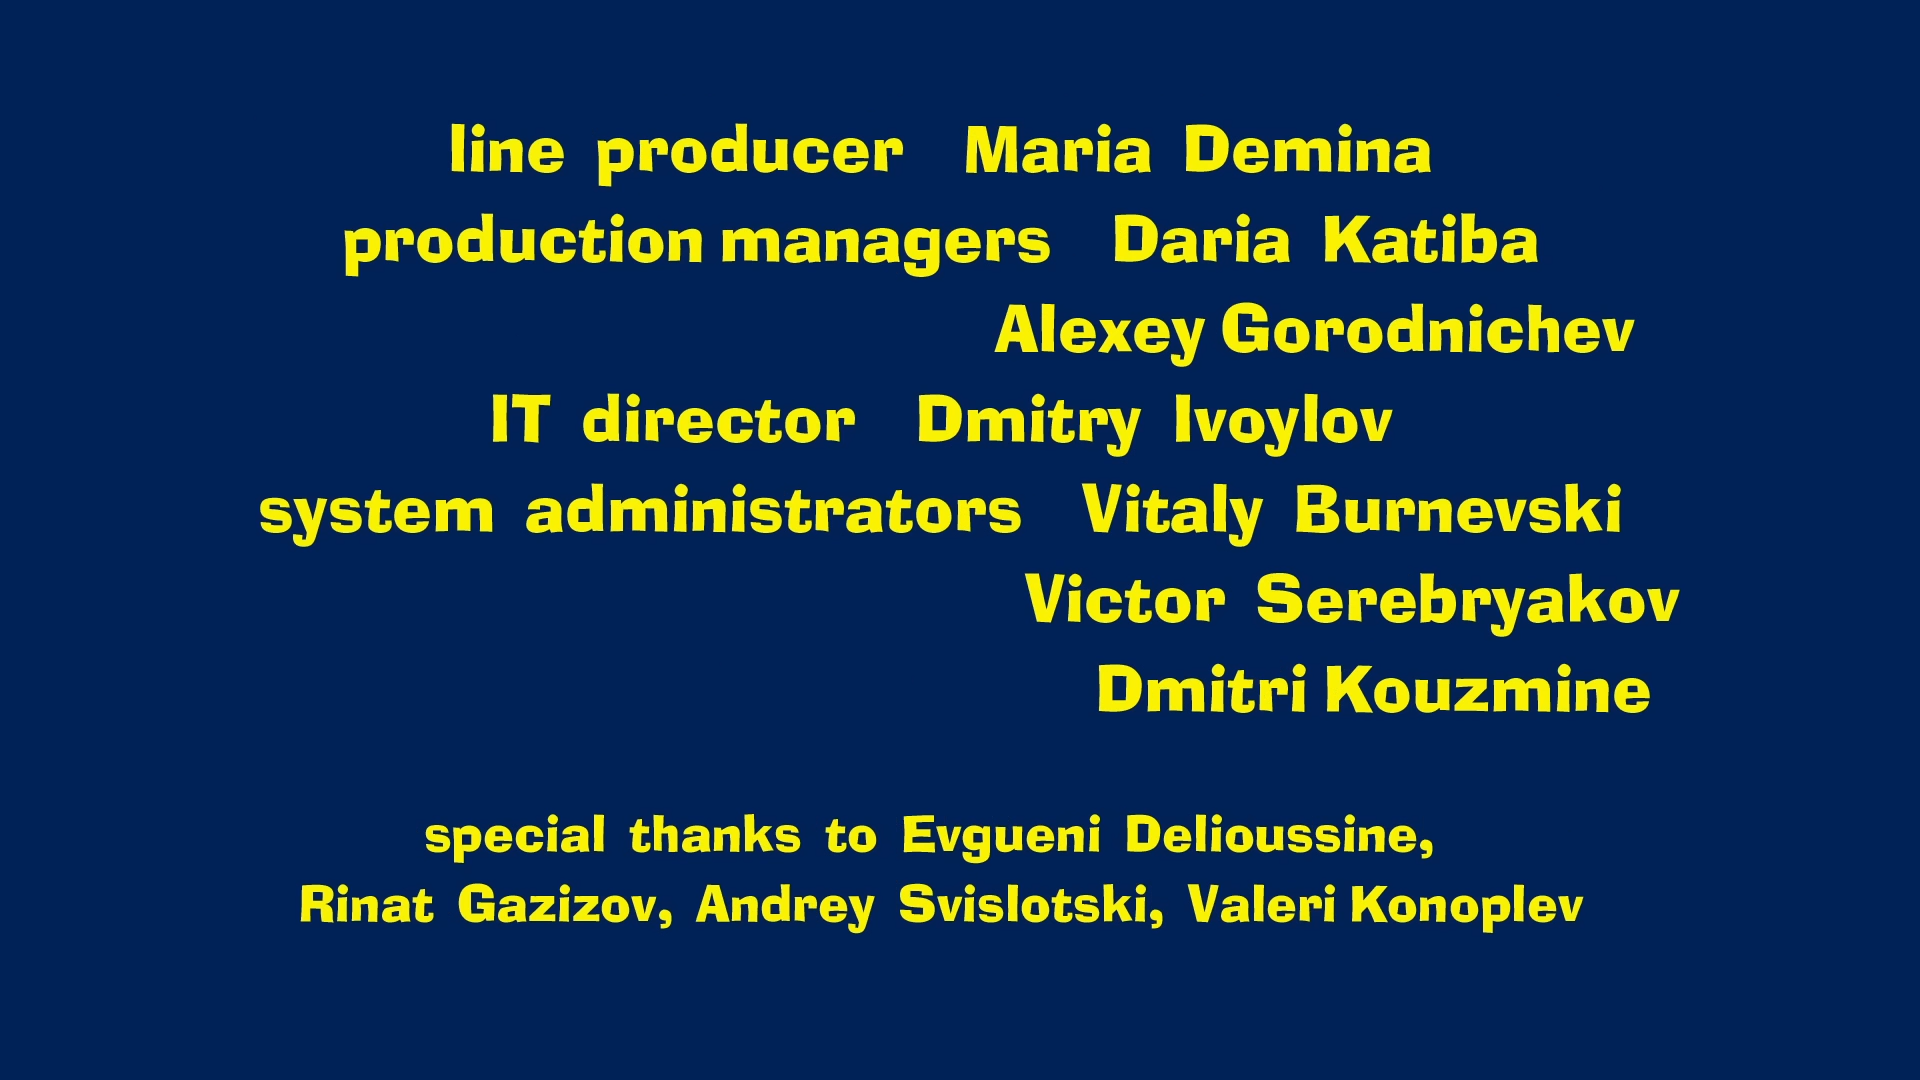 line producer Maria Demina
production managers Daria Katiba
Alexey Gorodnichev
IT director Dmitry Ivoylov
system administrators Vitaly Burnevski
Victor Serebryakov
Dmitri Kouzmine
special thanks to Evgueni Delioussine,
Rinat Gazizov, Andrey Svislotski, Valeri Konoplev